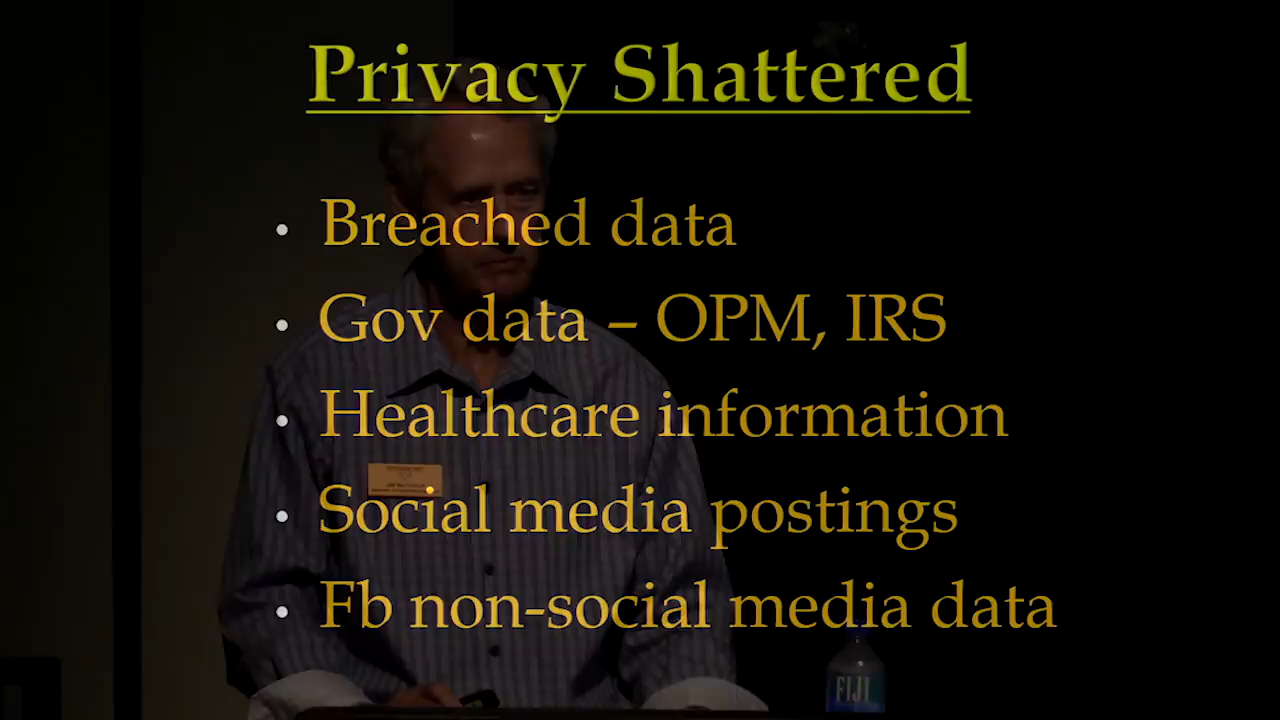 Privacy Shattered
• Breached data
• Gov data – OPM, IRS
• Healthcare information
• Social media postings
• Fb non-social media data
FIJI